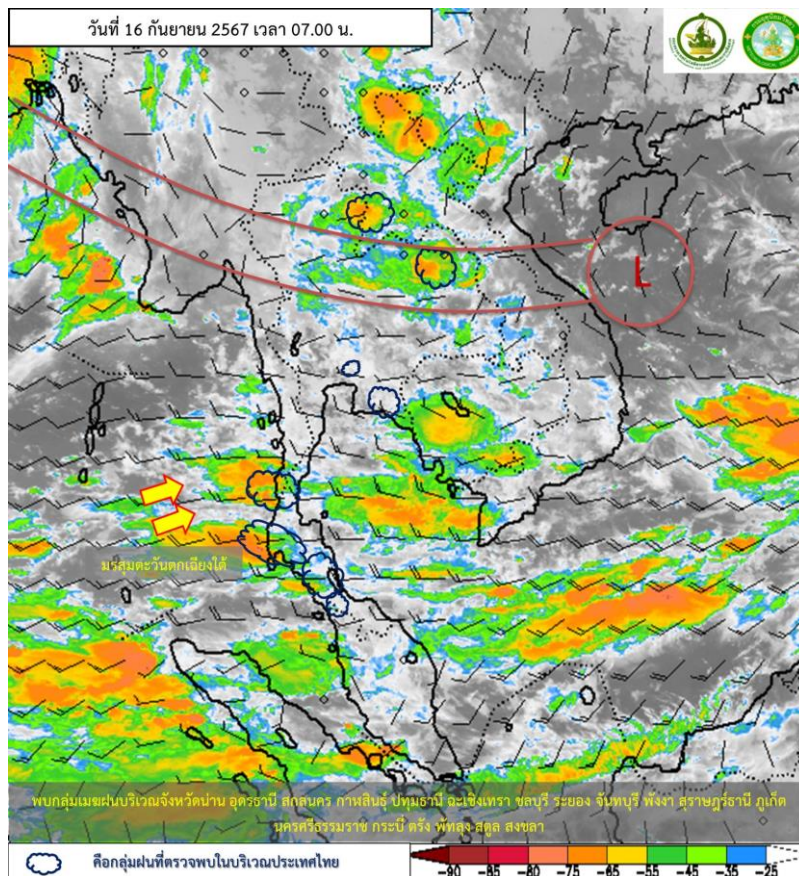 วันที่ 16 กันยายน 2567 เวลา 07.00 น.
L
มรสุมตะวันตกเฉียงใต้
พบกลุ่มเมฆฝนบริเวณจังหวัดน่าน อุดรธานี สกลนคร กาฬสินธุ์ ปทุมธานี ฉะเชิงเทรา ชลบุรี ระยอง จันทบุรี พังงา สุราษฎร์ธานี ภูเก็ต
นครศรีธรรมราช กระบี่ ตรัง พัทลุง สตูล สงขลา
คือกลุ่มฝนที่ตรวจพบในบริเวณประเทศไทย
-90 -85 -80 -75 -65 -55 -45 -35 -25